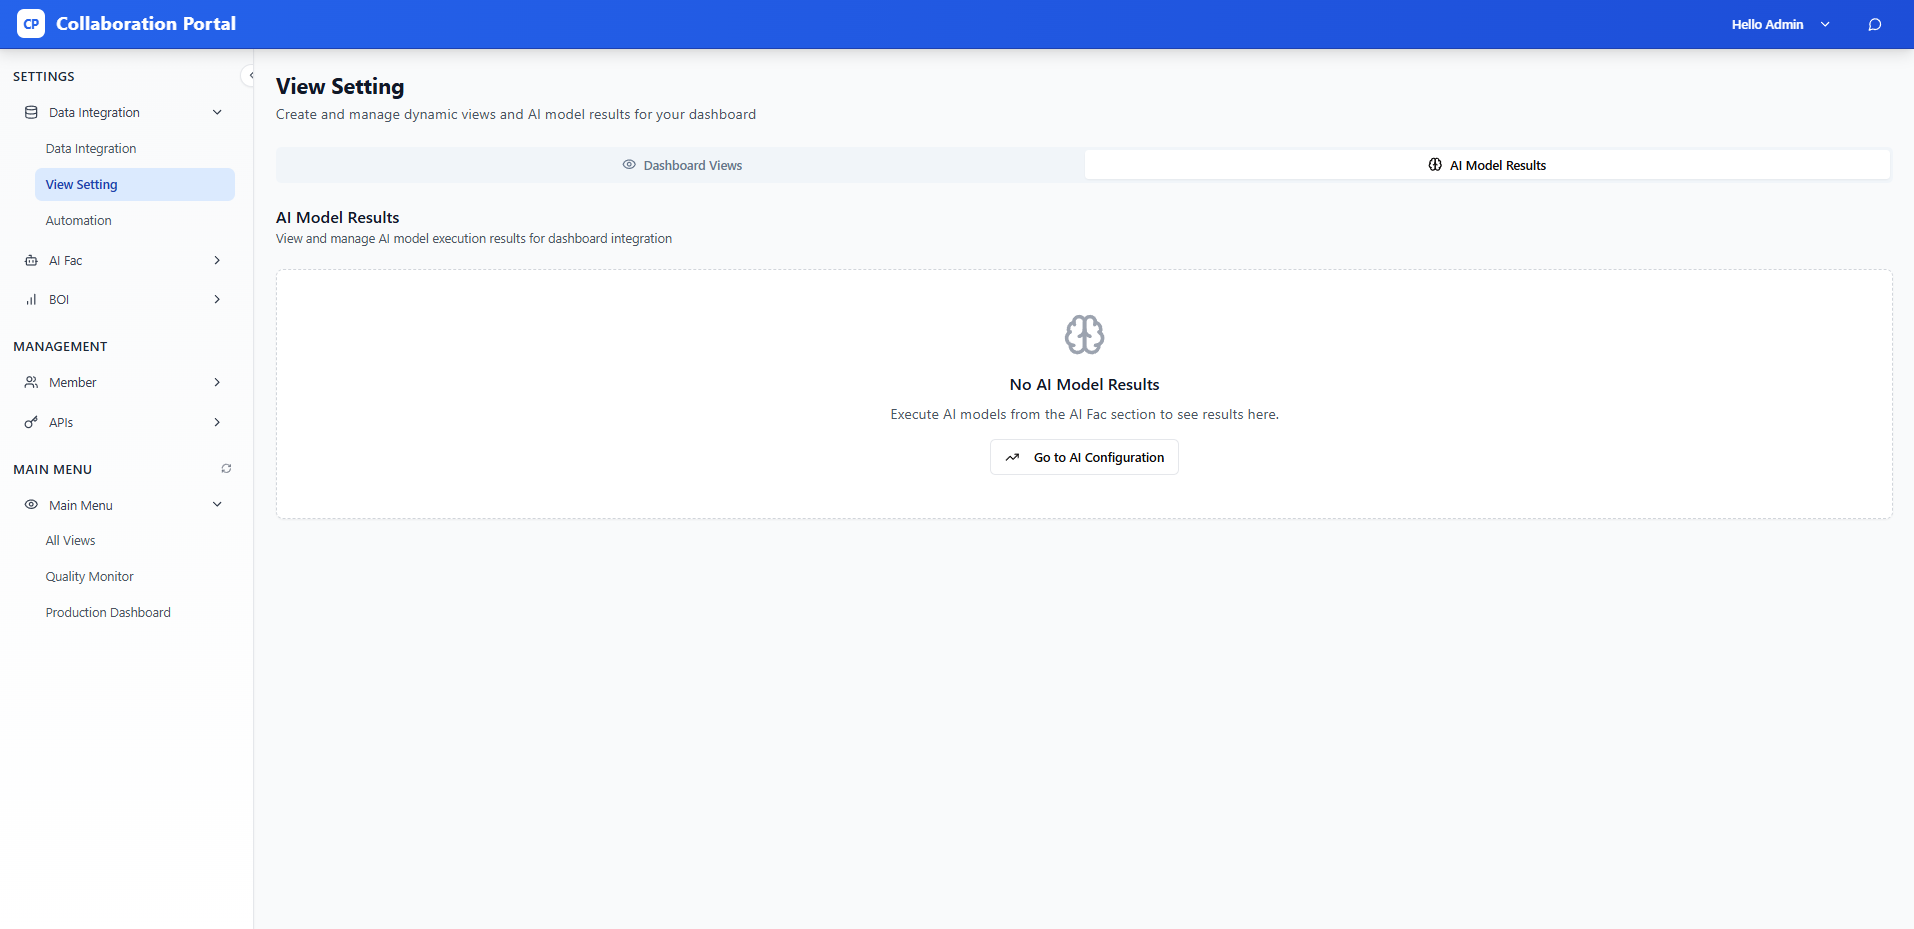 CP Collaboration Portal
Hello Admin
SETTINGS
Data Integration
Data Integration
View Setting
Automation
AI Fac
BOI
MANAGEMENT
Member
APIs
MAIN MENU
Main Menu
All Views
Quality Monitor
Production Dashboard
View Setting
Create and manage dynamic views and AI model results for your dashboard
Dashboard Views
AI Model Results
AI Model Results
View and manage AI model execution results for dashboard integration
No AI Model Results
Execute AI models from the AI Fac section to see results here.
Go to AI Configuration